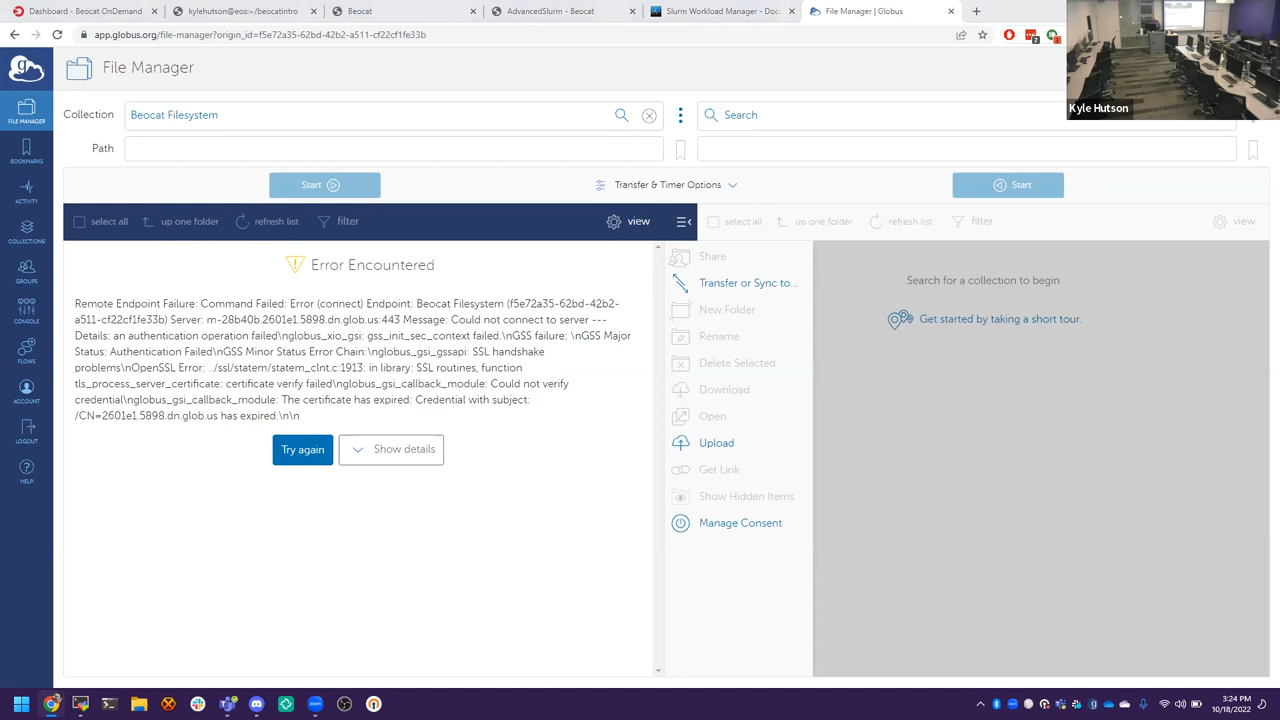 Dashboard - Beocat OnDemand
kylehutson@eos:~/beocatintro
Beocat
AdvancedSlurm - Beocat
Slurm Workload Manager - Doc
File Manager | Globus
app.globus.org/file-manager?origin_id=f5e72a35-62bd-42b2-a511-cf22cf1fe33b
Kyle Hutson
File Manager
FILE MANAGER
BOOKMARKS
ACTIVITY
COLLECTIONS
GROUPS
CONSOLE
FLOWS
ACCOUNT
LOGOUT
HELP
Collection
Beocat Filesystem
Search
Path
Start
Transfer & Timer Options
Start
select all
up one folder
refresh list
filter
view
select all
up one folder
refresh list
filter
view
Error Encountered
Remote Endpoint Failure: Command Failed: Error (connect) Endpoint: Beocat Filesystem (f5e72a35-62bd-42b2-
a511-cf22cf1fe33b) Server: m-28b40b.2601e1.5898.dn.glob.us:443 Message: Could not connect to server ---
Details: an authentication operation failed\nglobus_xio_gsi: gss_init_sec_context failed.\nGSS failure: \nGSS Major
Status: Authentication Failed\nGSS Minor Status Error Chain:\nglobus_gsi_gssapi: SSL handshake
problems\nOpenSSL Error: ../ssl/statem/statem_clnt.c:1913: in library: SSL routines, function
tls_process_server_certificate: certificate verify failed\nglobus_gsi_callback_module: Could not verify
credential\nglobus_gsi_callback_module: The certificate has expired: Credential with subject:
/CN=2601e1.5898.dn.glob.us has expired.\n\n
Try again
Show details
Share
Transfer or Sync to...
New Folder
Rename
Delete Selected
Download
Open
Upload
Get Link
Show Hidden Items
Manage Consent
Search for a collection to begin
Get started by taking a short tour.
3:24 PM
10/18/2022